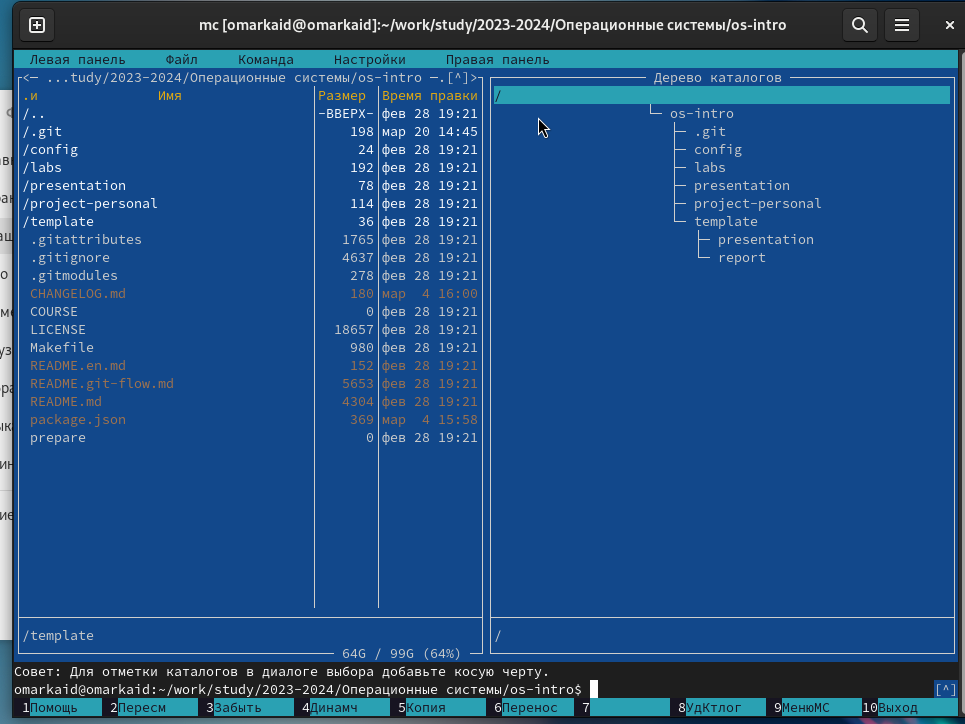 mc [omarkaid@omarkaid]:~/work/study/2023-2024/Операционные системы/os-intro
Левая панель Файл Команда Настройки Правая панель
<─ ...tudy/2023-2024/Операционные системы/os-intro ─.[^]> Дерево каталогов
.и Имя Размер Время правки /
/.. -ВВЕРХ- фев 28 19:21 os-intro
/.git 198 мар 20 14:45 .git
/config 24 фев 28 19:21 config
/labs 192 фев 28 19:21 labs
/presentation 78 фев 28 19:21 presentation
/project-personal 114 фев 28 19:21 project-personal
/template 36 фев 28 19:21 template
.gitattributes 1765 фев 28 19:21 presentation
.gitignore 4637 фев 28 19:21 report
.gitmodules 278 фев 28 19:21
CHANGELOG.md 180 мар 4 16:00
COURSE 0 фев 28 19:21
LICENSE 18657 фев 28 19:21
Makefile 980 фев 28 19:21
README.en.md 152 фев 28 19:21
README.git-flow.md 5653 фев 28 19:21
README.md 4304 фев 28 19:21
package.json 369 мар 4 15:58
prepare 0 фев 28 19:21
/template /
64G / 99G (64%)
Совет: Для отметки каталогов в диалоге выбора добавьте косую черту.
omarkaid@omarkaid:~/work/study/2023-2024/Операционные системы/os-intro$ [^]
1Помощь 2Пересм 3Забыть 4Динамч 5Копия 6Перенос 7 8УдКтлог 9МенюМС 10Выход